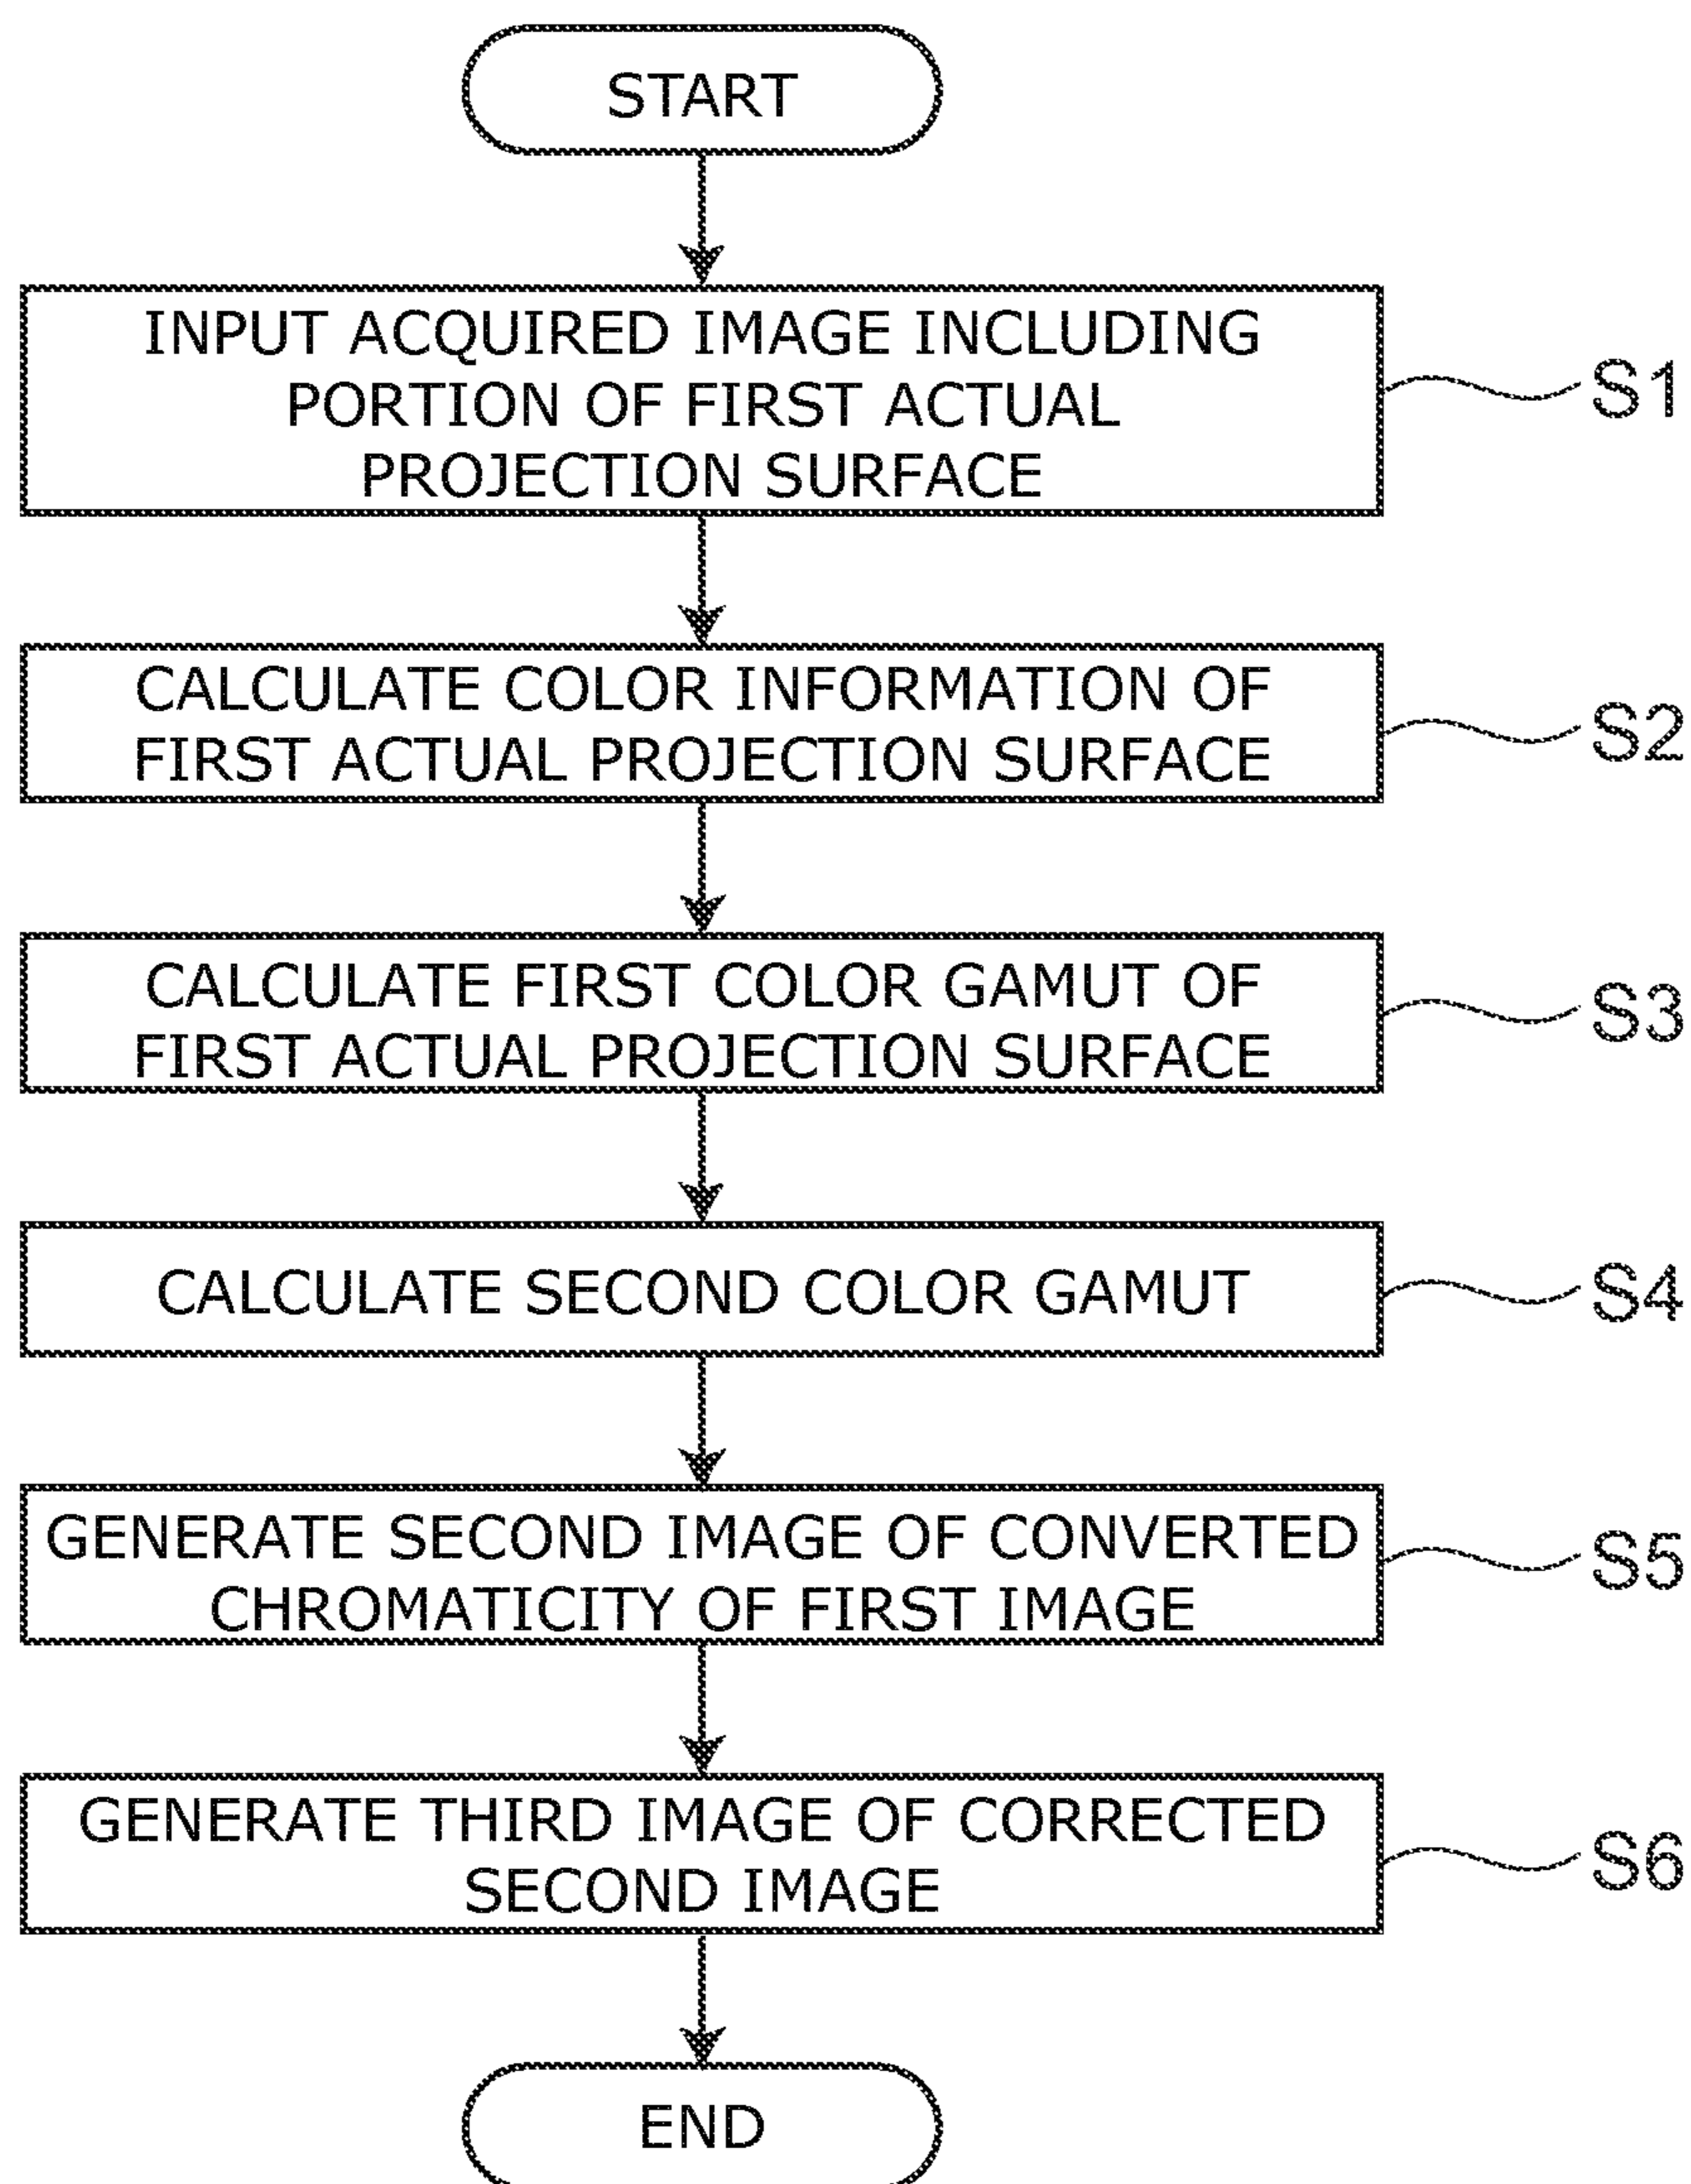 START
INPUT ACQUIRED IMAGE INCLUDING
PORTION OF FIRST ACTUAL
PROJECTION SURFACE
S1
CALCULATE COLOR INFORMATION OF
FIRST ACTUAL PROJECTION SURFACE
S2
CALCULATE FIRST COLOR GAMUT OF
FIRST ACTUAL PROJECTION SURFACE
S3
CALCULATE SECOND COLOR GAMUT
S4
GENERATE SECOND IMAGE OF CONVERTED
CHROMATICITY OF FIRST IMAGE
S5
GENERATE THIRD IMAGE OF CORRECTED
SECOND IMAGE
S6
END